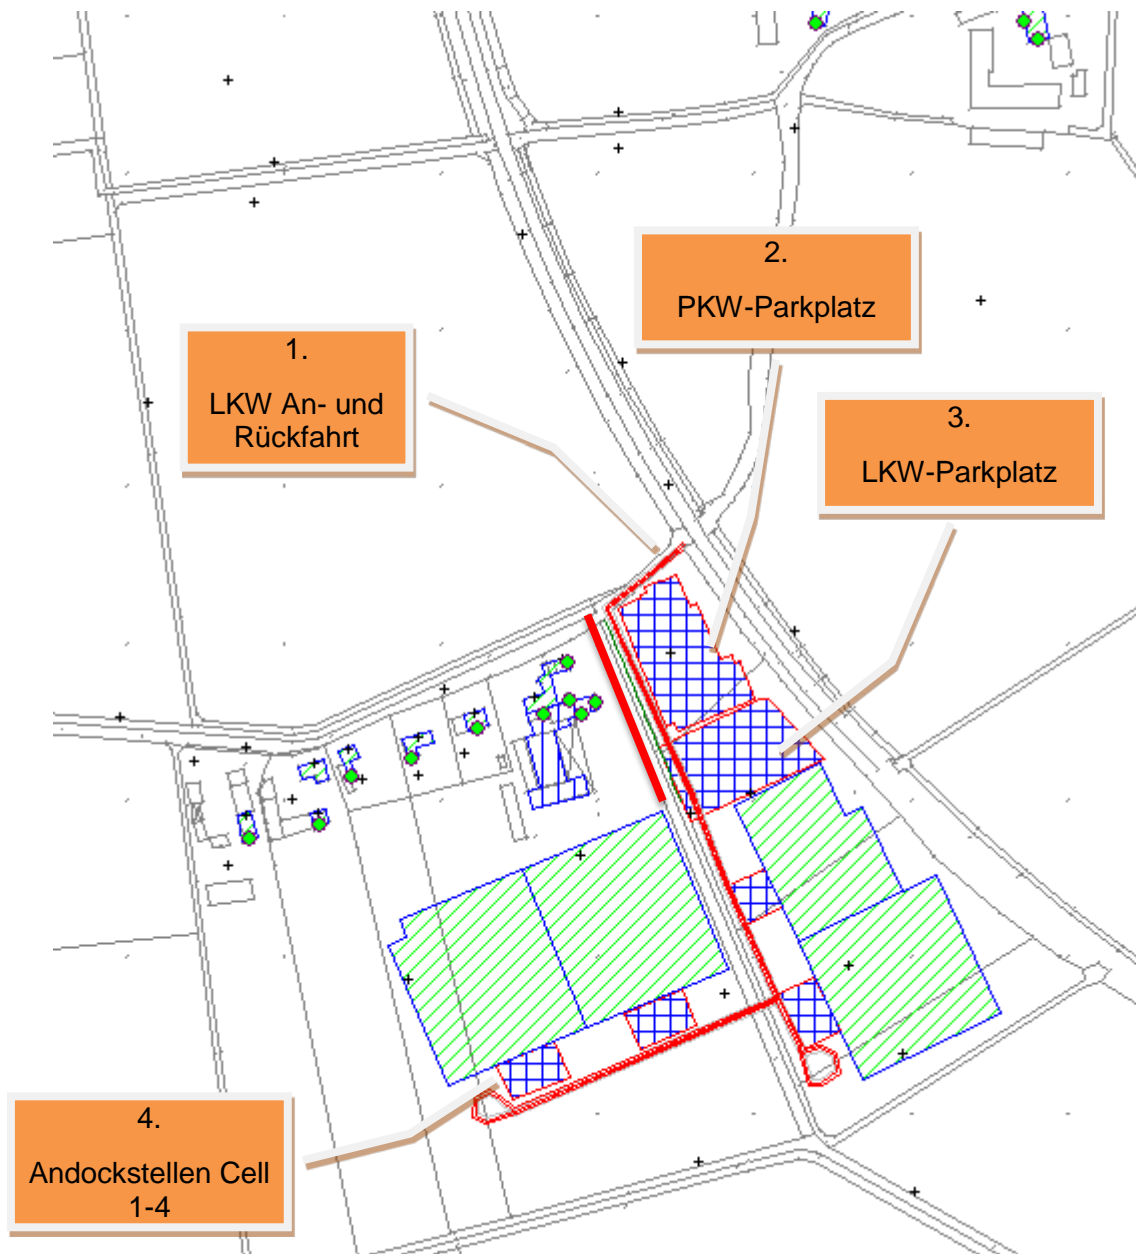 1.
LKW An- und
Rückfahrt
2.
PKW-Parkplatz
3.
LKW-Parkplatz
4.
Andockstellen Cell
1-4